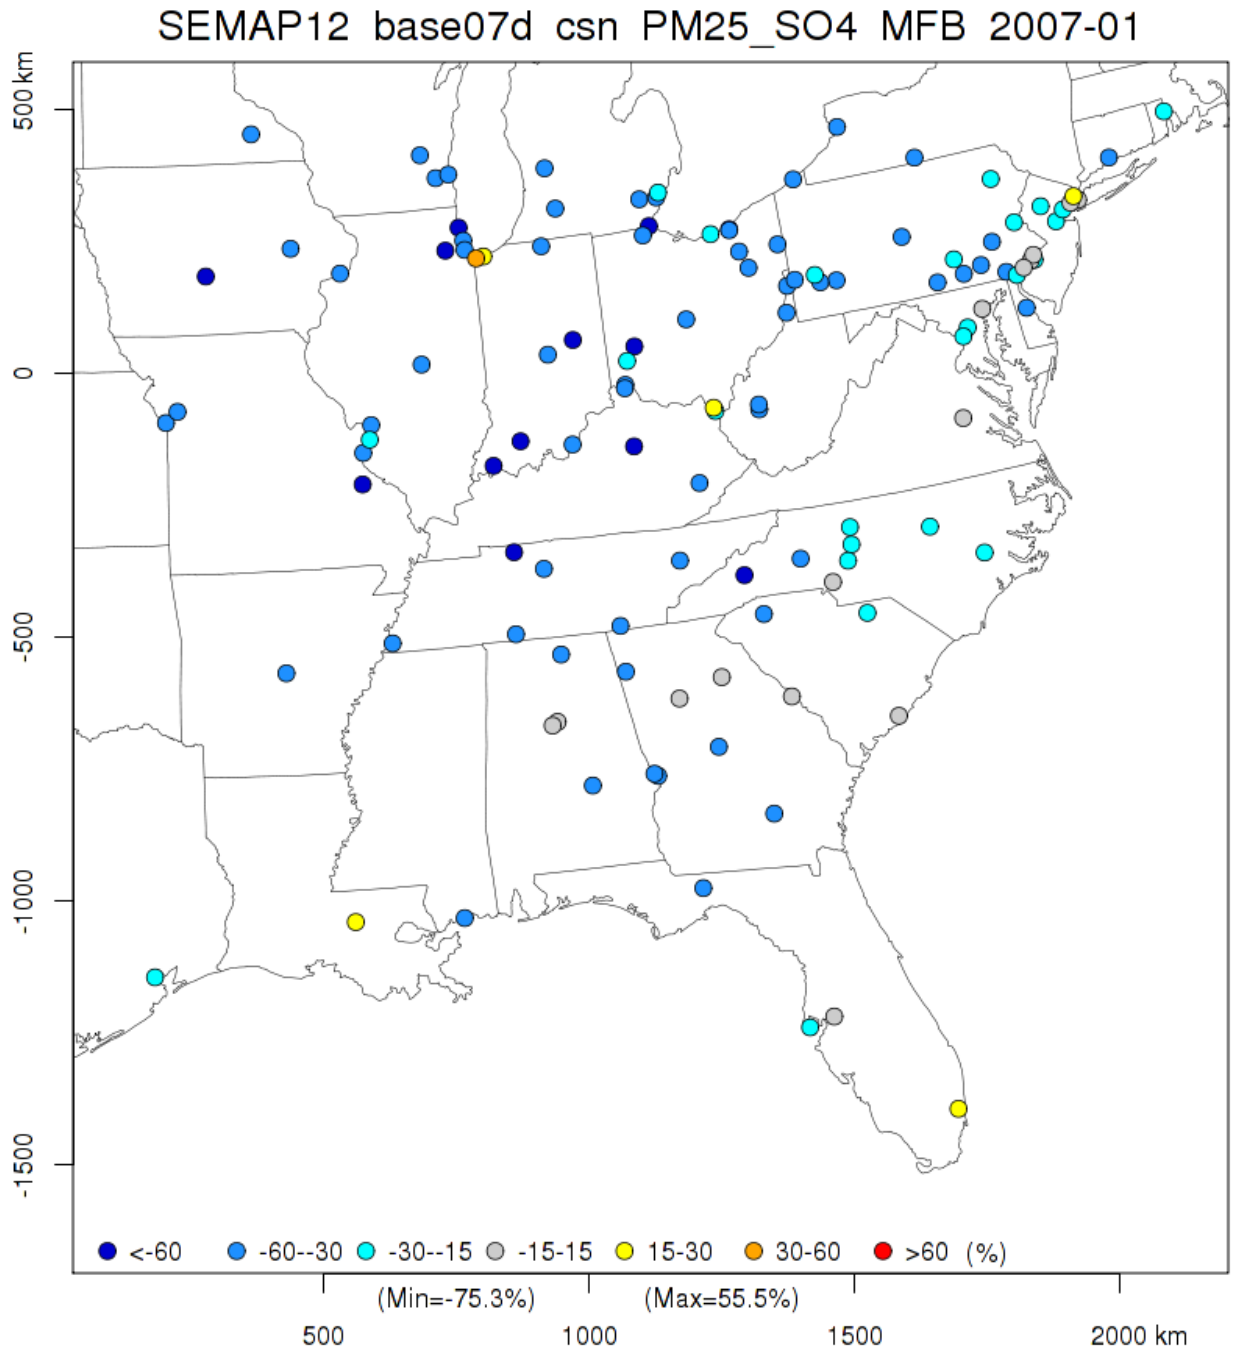 SEMAP12 base07d csn PM25_SO4 MFB 2007-01
500 km
0
-500
-1000
-1500
<-60 -60--30 -30--15 -15-15 15-30 30-60 >60 (%)
(Min=-75.3%) (Max=55.5%)
500 1000 1500 2000 km